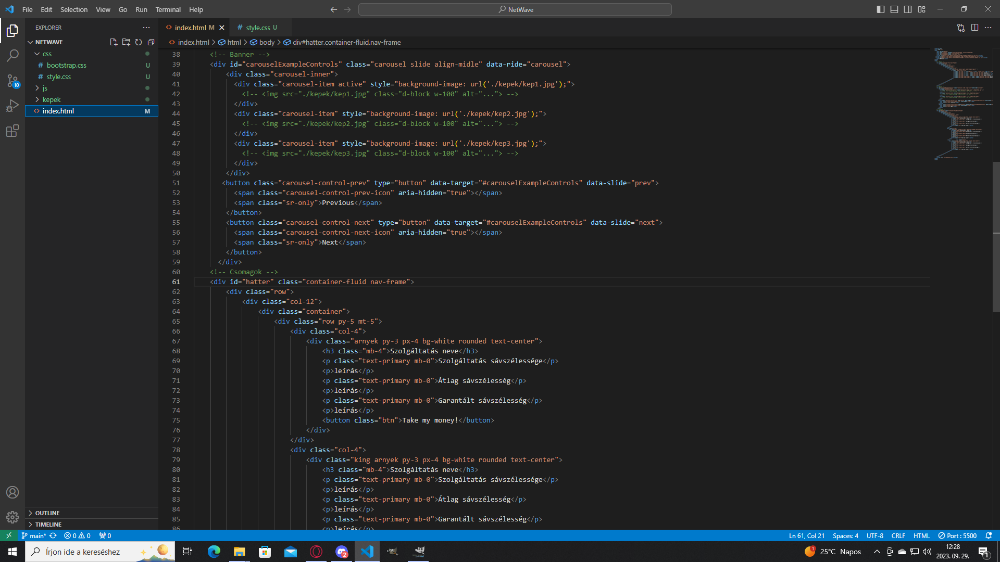 File Edit Selection View Go Run Terminal Help
NetWave
EXPLORER
NETWAVE
css
bootstrap.css U
style.css U
js
kepek
index.html M
OUTLINE
TIMELINE
index.html M
style.css U
index.html > html > body > div#hatter.container-fluid.nav-frame
38 <!-- Banner -->
39 <div id="carouselExampleControls" class="carousel slide align-midle" data-ride="carousel">
40 <div class="carousel-inner">
41 <div class="carousel-item active" style="background-image: url('./kepek/kep1.jpg');">
42 <!-- <img src="./kepek/kep1.jpg" class="d-block w-100" alt="..."> -->
43 </div>
44 <div class="carousel-item" style="background-image: url('./kepek/kep2.jpg');">
45 <!-- <img src="./kepek/kep2.jpg" class="d-block w-100" alt="..."> -->
46 </div>
47 <div class="carousel-item" style="background-image: url('./kepek/kep3.jpg');">
48 <!-- <img src="./kepek/kep3.jpg" class="d-block w-100" alt="..."> -->
49 </div>
50 </div>
51 <button class="carousel-control-prev" type="button" data-target="#carouselExampleControls" data-slide="prev">
52 <span class="carousel-control-prev-icon" aria-hidden="true"></span>
53 <span class="sr-only">Previous</span>
54 </button>
55 <button class="carousel-control-next" type="button" data-target="#carouselExampleControls" data-slide="next">
56 <span class="carousel-control-next-icon" aria-hidden="true"></span>
57 <span class="sr-only">Next</span>
58 </button>
59 </div>
60 <!-- Csomagok -->
61 <div id="hatter" class="container-fluid nav-frame">
62 <div class="row">
63 <div class="col-12">
64 <div class="container">
65 <div class="row py-5 mt-5">
66 <div class="col-4">
67 <div class="arnyek py-3 px-4 bg-white rounded text-center">
68 <h3 class="mb-4">Szolgáltatás neve</h3>
69 <p class="text-primary mb-0">Szolgáltatás sávszélessége</p>
70 <p>leírás</p>
71 <p class="text-primary mb-0">Átlag sávszélesség</p>
72 <p>leírás</p>
73 <p class="text-primary mb-0">Garantált sávszélesség</p>
74 <p>leírás</p>
75 <button class="btn">Take my money!</button>
76 </div>
77 </div>
78 <div class="col-4">
79 <div class="king arnyek py-3 px-4 bg-white rounded text-center">
80 <h3 class="mb-4">Szolgáltatás neve</h3>
81 <p class="text-primary mb-0">Szolgáltatás sávszélessége</p>
82 <p>leírás</p>
83 <p class="text-primary mb-0">Átlag sávszélesség</p>
84 <p>leírás</p>
85 <p class="text-primary mb-0">Garantált sávszélesség</p>
86 <p>leírás</p>
10
main* 0 0 0
Ln 61, Col 21 Spaces: 4 UTF-8 CRLF HTML Port : 5500
Írjon ide a kereséshez
2
1
25°C Napos
12:28
2023. 09. 29.
1